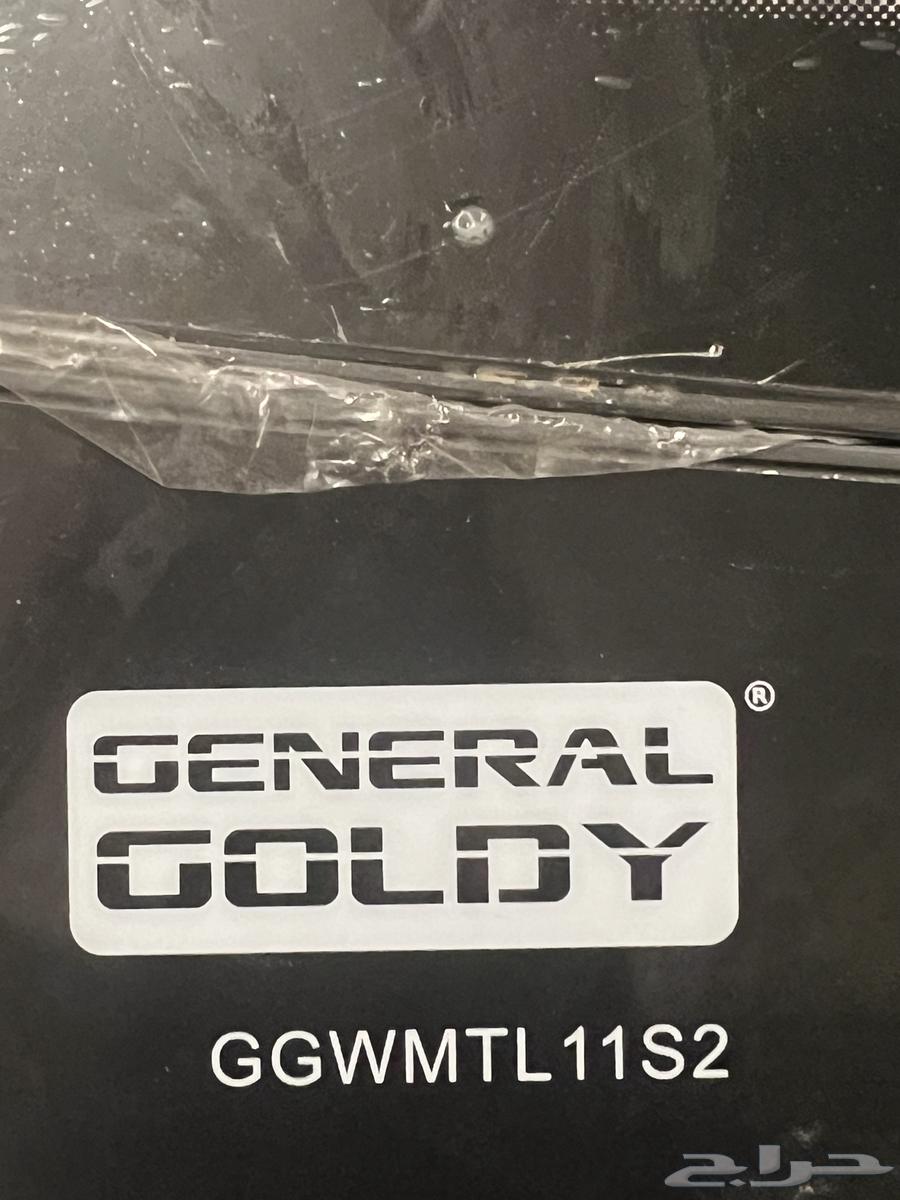 GENERAL
GOLDY
®
GGWMTL11S2
حراج